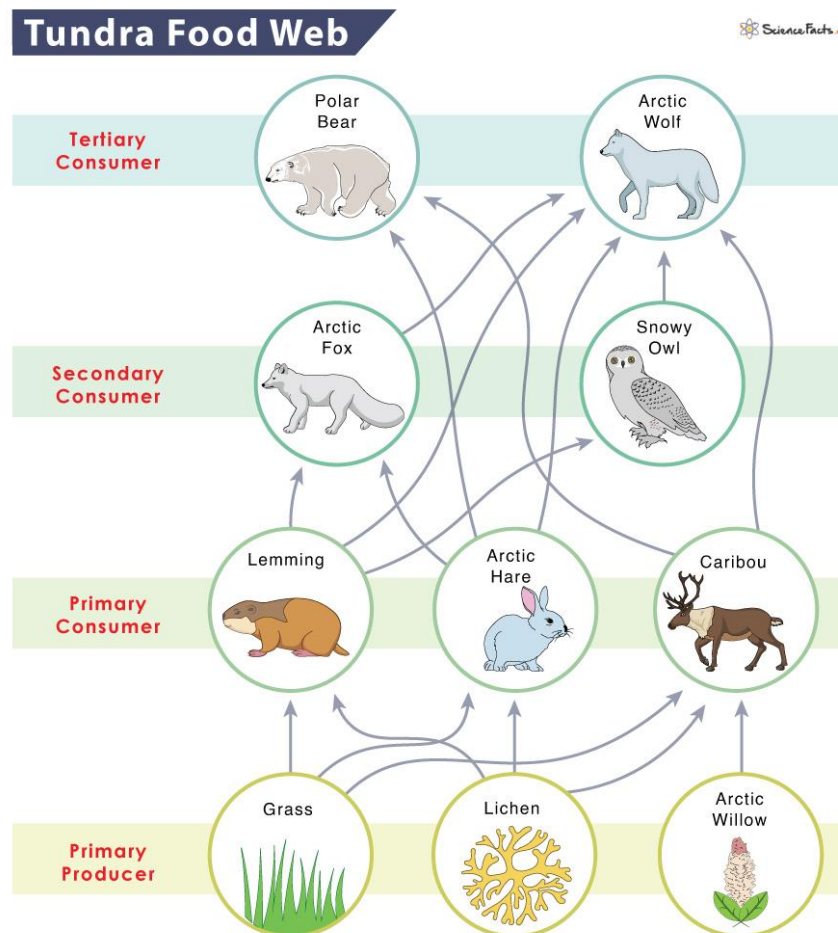 Tundra Food Web
ScienceFacts
Polar
Bear
Arctic
Wolf
Tertiary
Consumer
Arctic
Fox
Snowy
Owl
Secondary
Consumer
Lemming
Arctic
Hare
Caribou
Primary
Consumer
Grass
Lichen
Arctic
Willow
Primary
Producer